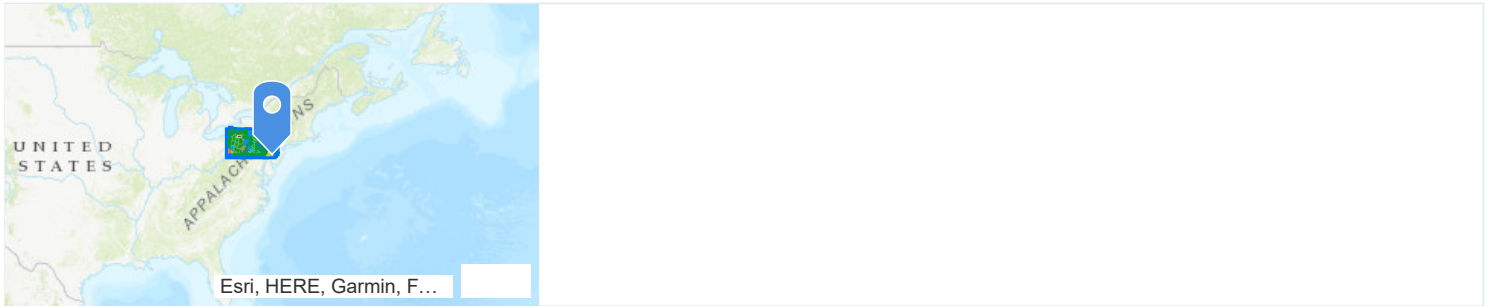 NS
UNITED
STATES
APPALACH
Esri, HERE, Garmin, F…